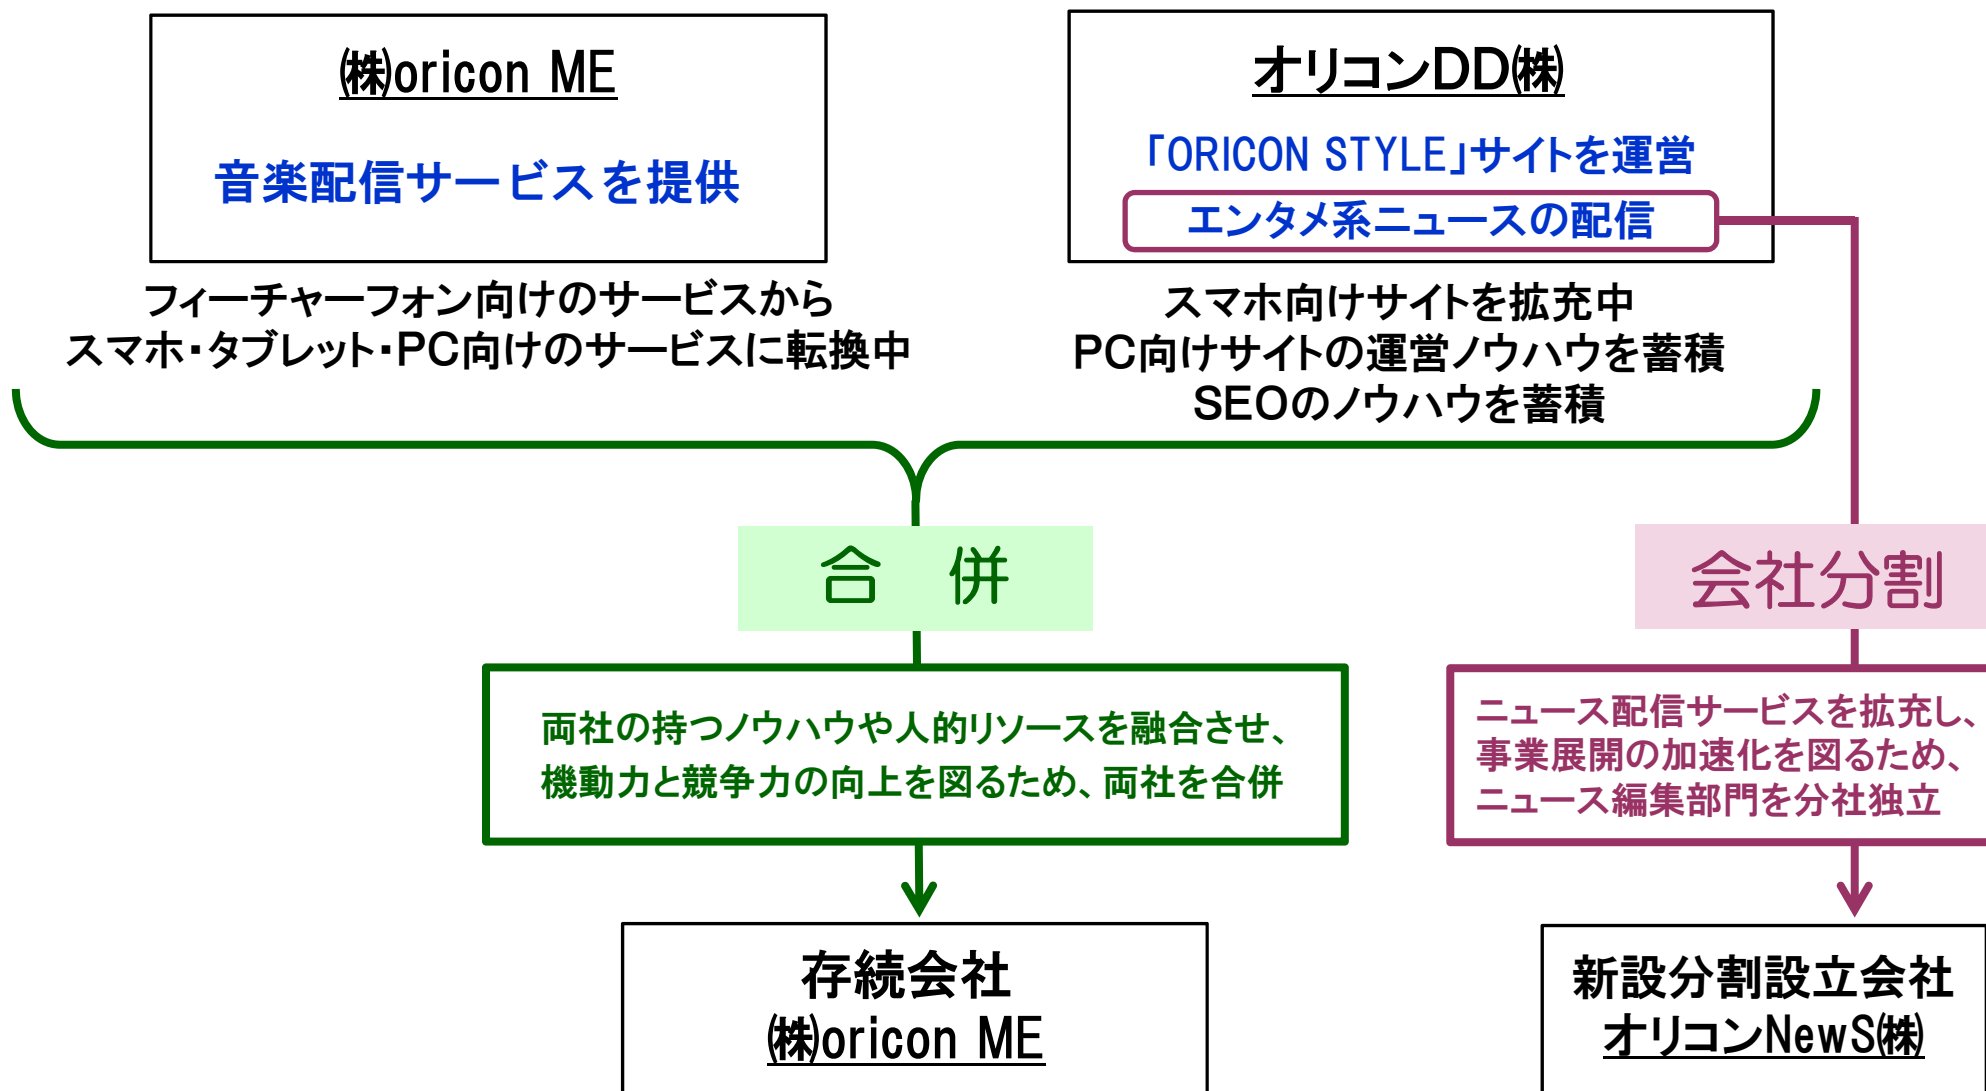 ㈱oricon ME
音楽配信サービスを提供
フィーチャーフォン向けのサービスから
スマホ・タブレット・PC向けのサービスに転換中
オリコンDD㈱
「ORICON STYLE」サイトを運営
エンタメ系ニュースの配信
スマホ向けサイトを拡充中
PC向けサイトの運営ノウハウを蓄積
SEOのノウハウを蓄積
合　併
会社分割
両社の持つノウハウや人的リソースを融合させ、
機動力と競争力の向上を図るため、両社を合併
ニュース配信サービスを拡充し、
事業展開の加速化を図るため、
ニュース編集部門を分社独立
存続会社
㈱oricon ME
新設分割設立会社
オリコンNewS㈱